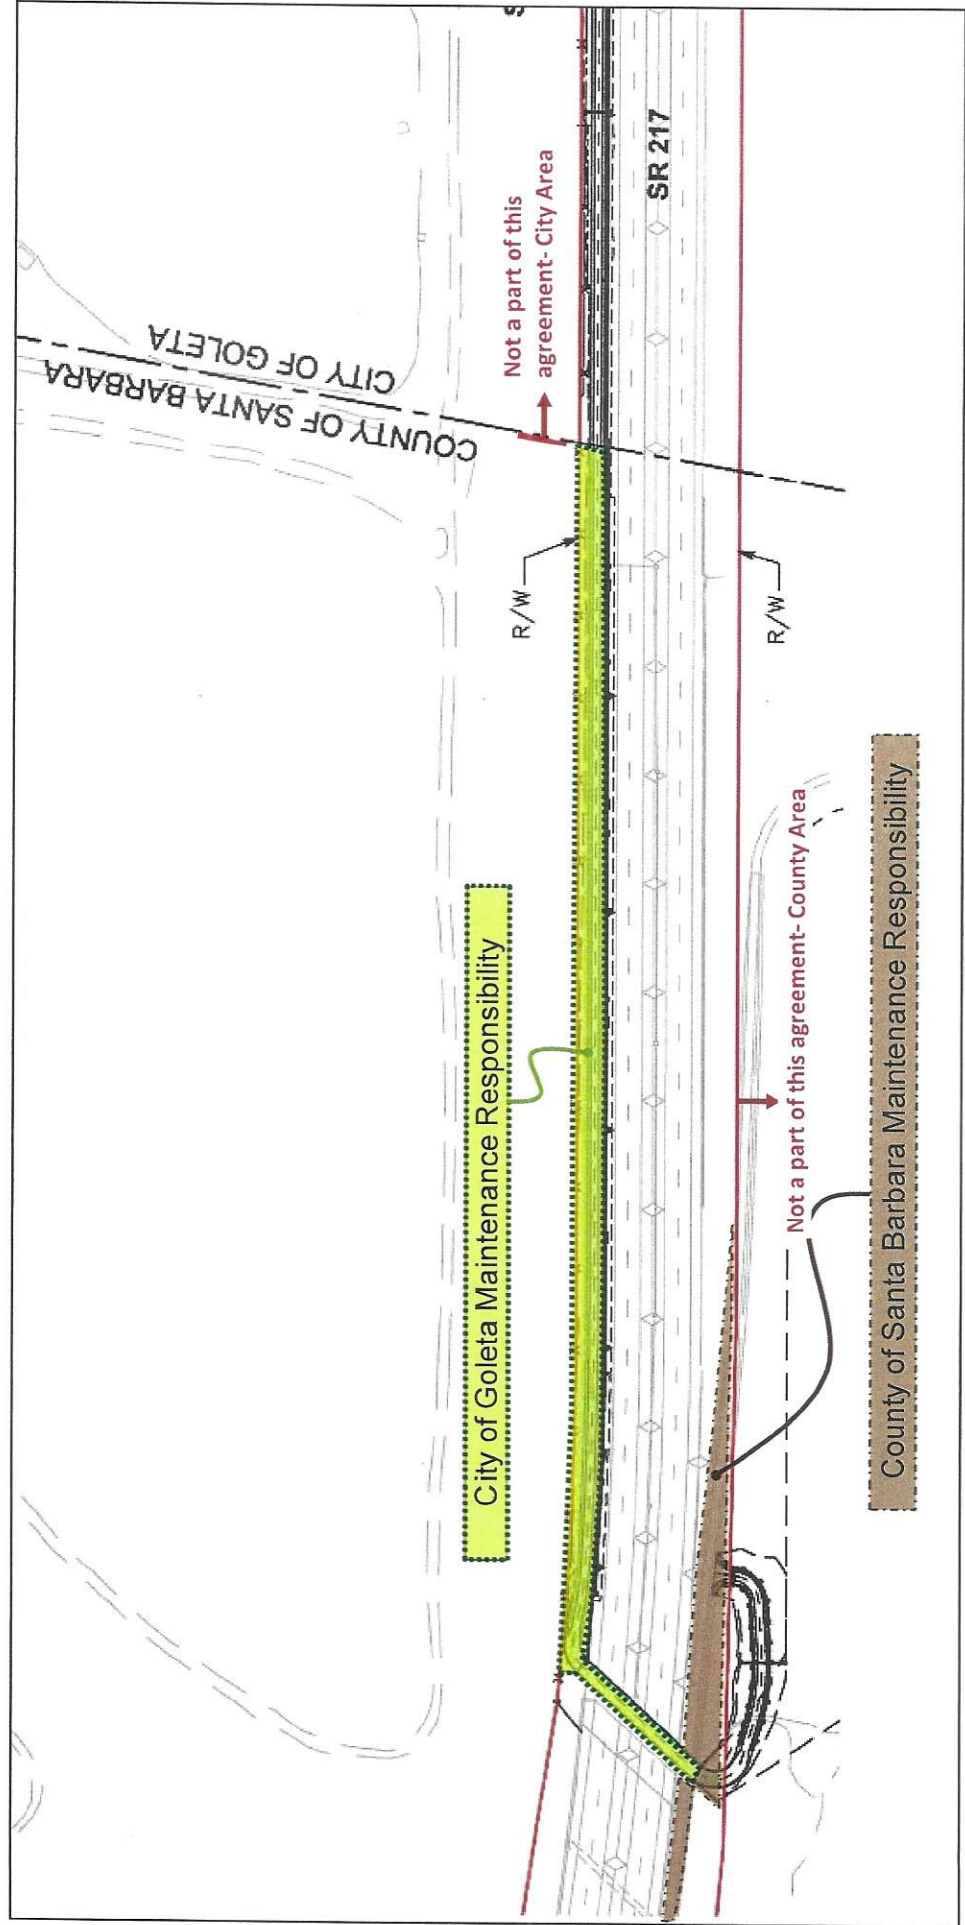 CITY OF GOLETA
COUNTY OF SANTA BARBARA
Not a part of this
agreement- City Area
SR 217
R/W
R/W
City of Goleta Maintenance Responsibility
Not a part of this agreement- County Area
County of Santa Barbara Maintenance Responsibility